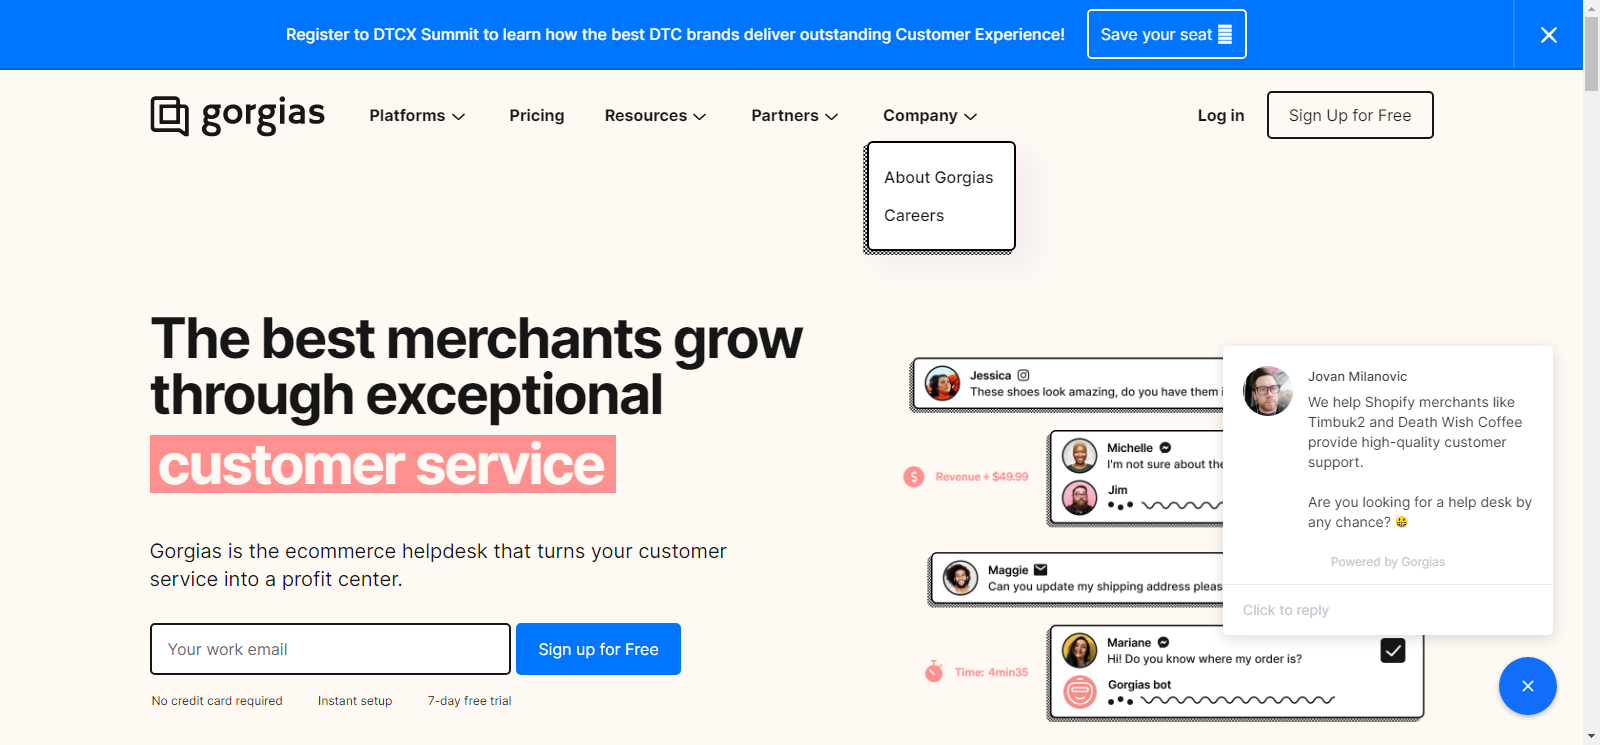 Register to DTCX Summit to learn how the best DTC brands deliver outstanding Customer Experience!
Save your seat
gorgias
Platforms
Pricing
Resources
Partners
Company
Log in
Sign Up for Free
About Gorgias
Careers
The best merchants grow
through exceptional
customer service
Gorgias is the ecommerce helpdesk that turns your customer
service into a profit center.
Your work email
Sign up for Free
No credit card required
Instant setup
7-day free trial
Jessica
These shoes look amazing, do you have them i
Michelle
I'm not sure about the
Jim
Revenue + $49.99
Maggie
Can you update my shipping address pleas
Mariane
Hi! Do you know where my order is?
Time: 4min35
Gorgias bot
Jovan Milanovic
We help Shopify merchants like
Timbuk2 and Death Wish Coffee
provide high-quality customer
support.
Are you looking for a help desk by
any chance? 😀
Powered by Gorgias
Click to reply